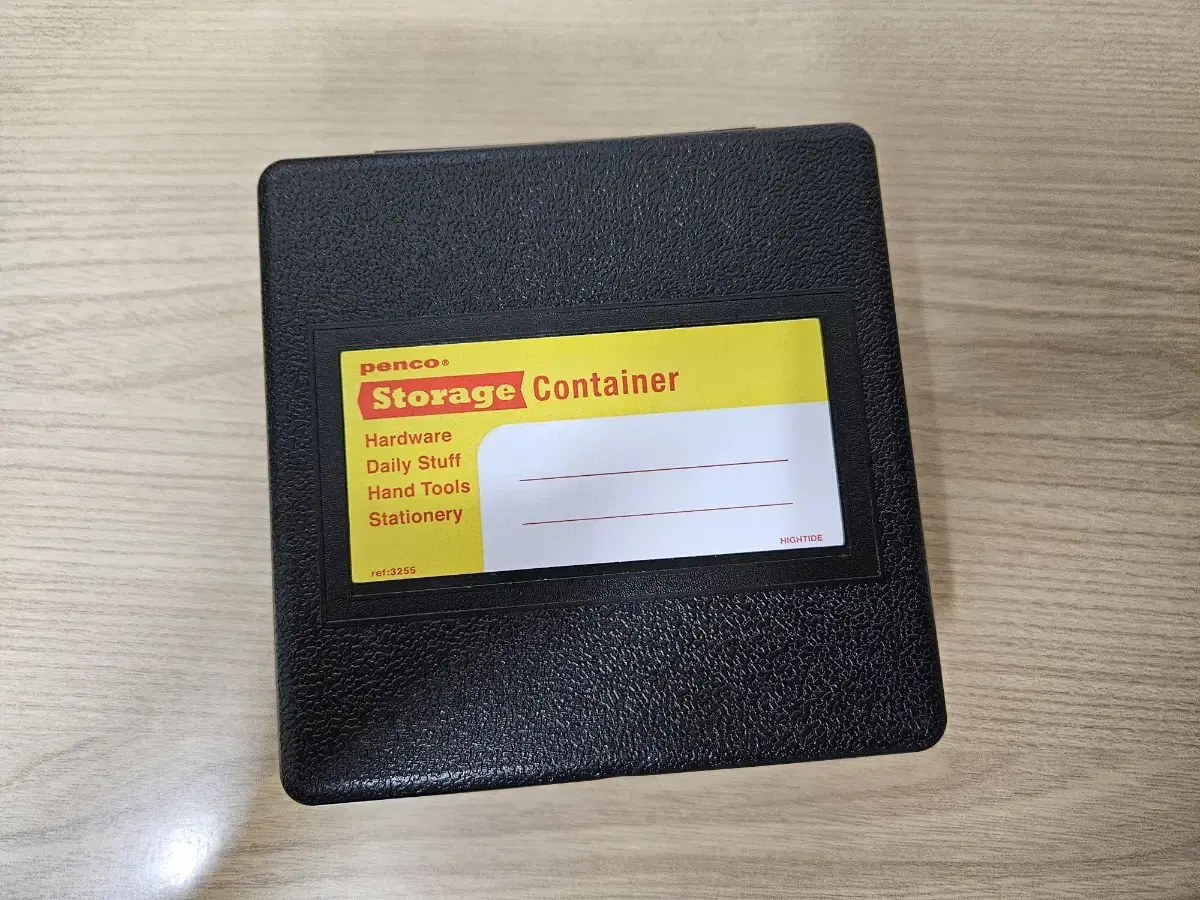 penco®
Storage Container
Hardware
Daily Stuff
Hand Tools
Stationery
HIGHTIDE
ref:3255